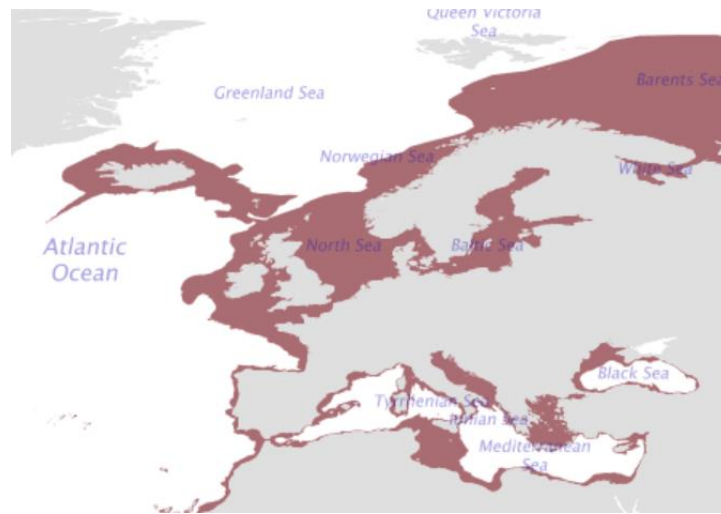 Queen Victoria
Sea
Barents Sea
Greenland Sea
Norwegian Sea
White Sea
Atlantic
Ocean
North Sea
Baltic Sea
Black Sea
Tyrrhenian Sea
Ionian Sea
Mediterranean
Sea